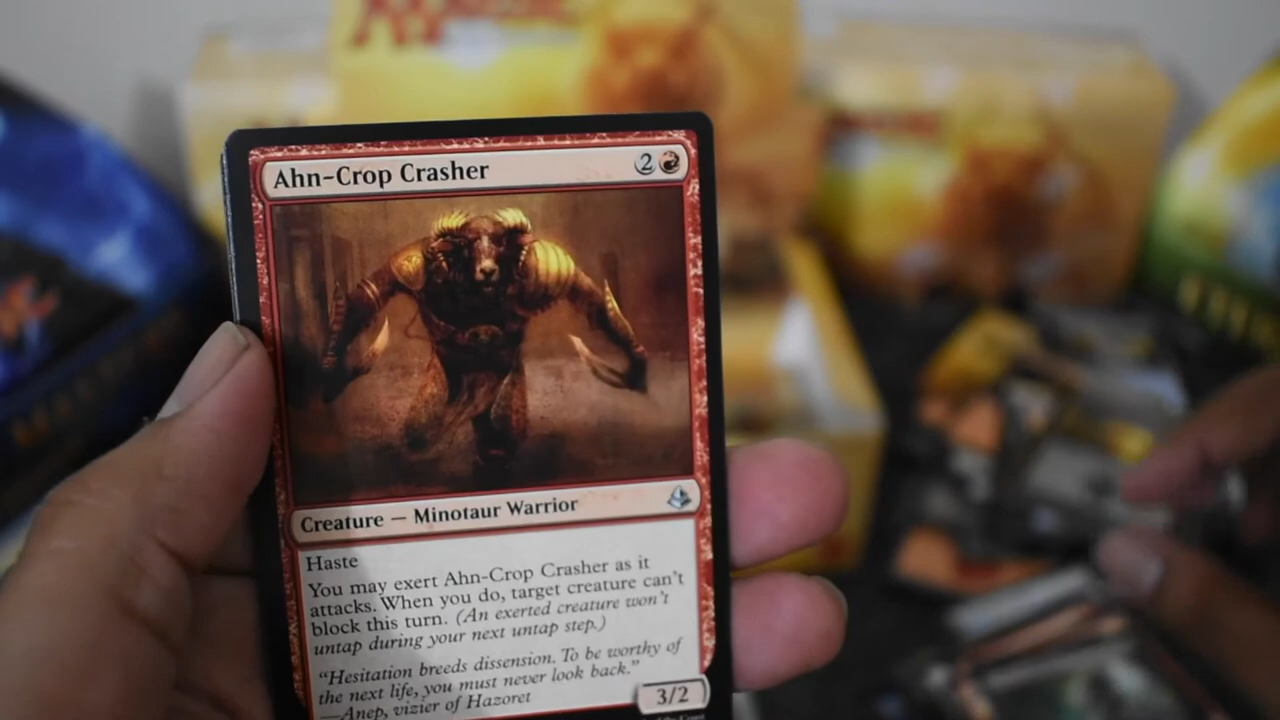 Ahn-Crop Crasher
2
Creature — Minotaur Warrior
Haste
You may exert Ahn-Crop Crasher as it
attacks. When you do, target creature can't
block this turn. (An exerted creature won't
untap during your next untap step.)
"Hesitation breeds dissension. To be worthy of
the next life, you must never look back."
—Anep, vizier of Hazoret
3/2